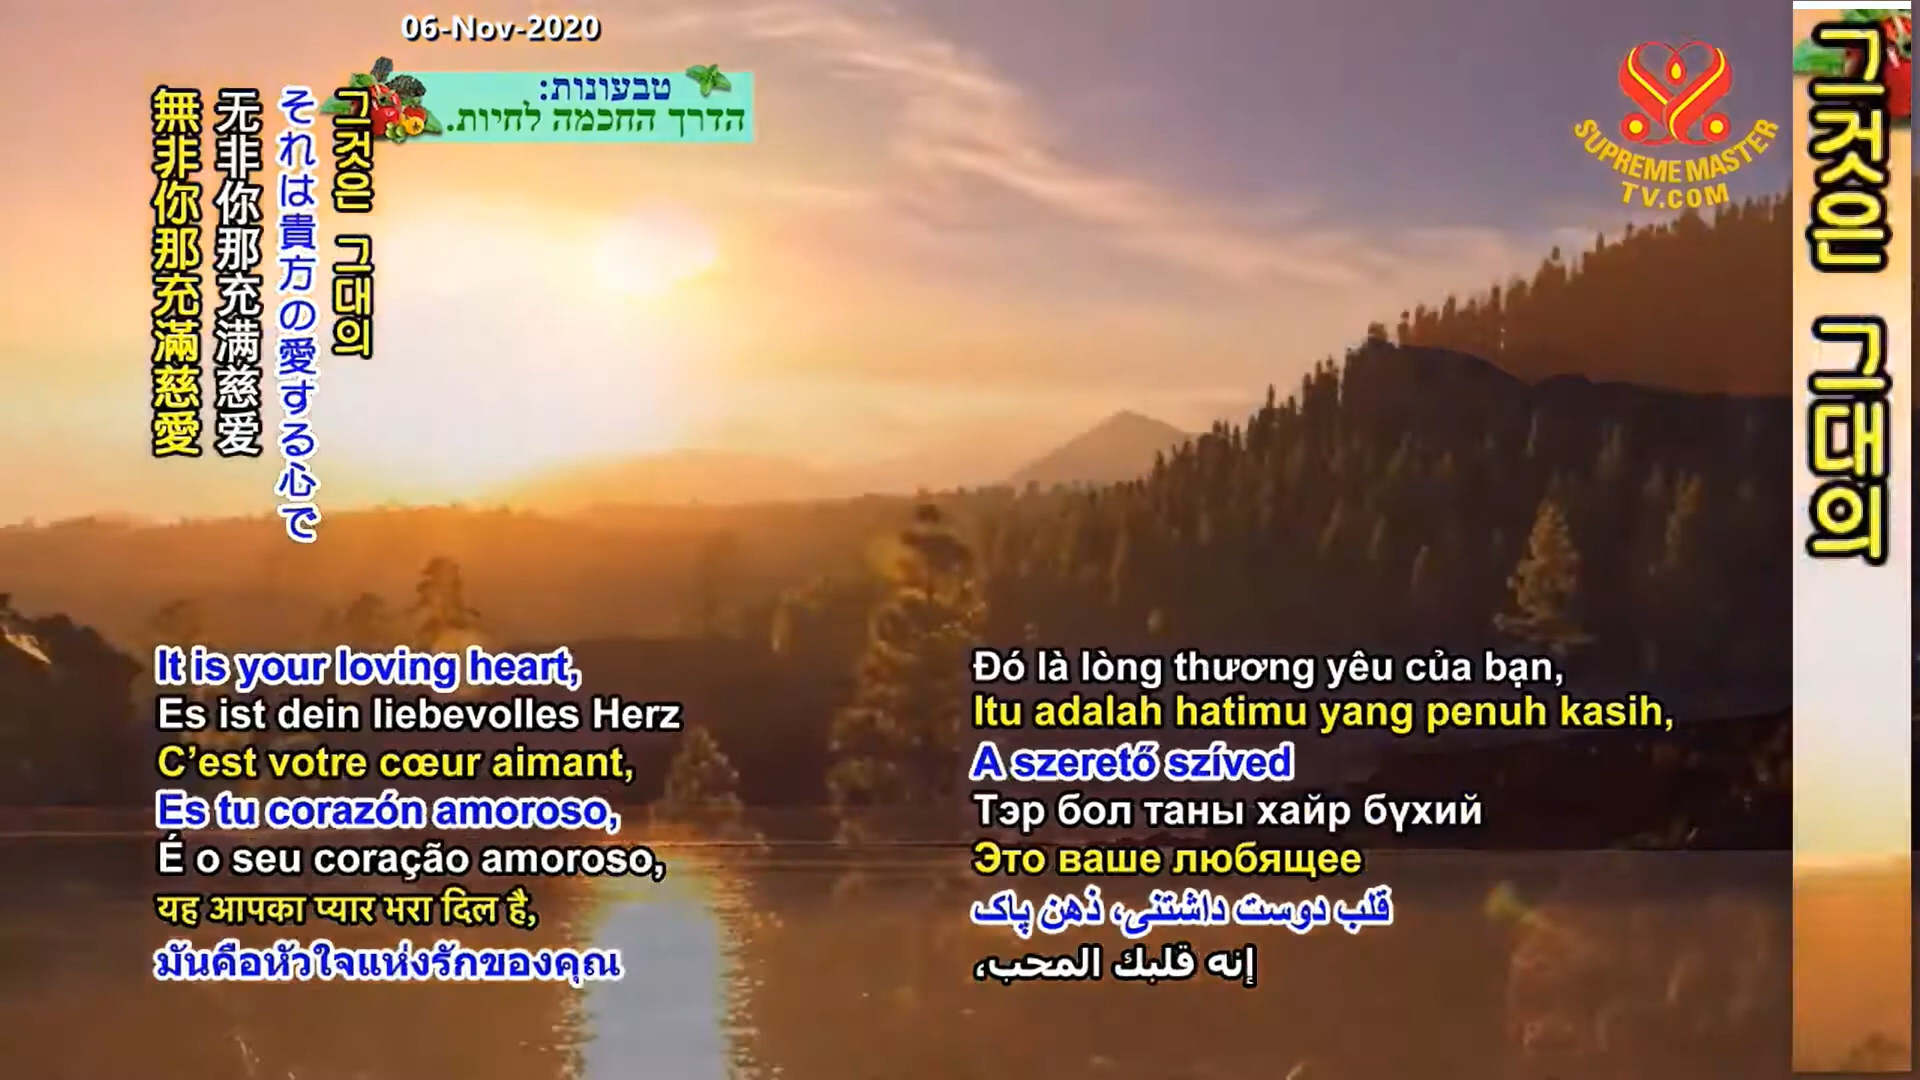 06-Nov-2020
טבעונות:
הדרך החכמה לחיות.
SUPREME MASTER
TV.COM
그것은 그대의
그것은 그대의
それは貴方の愛する心で
无非你那充满慈爱
無非你那充滿慈愛
It is your loving heart,
Es ist dein liebevolles Herz
C’est votre cœur aimant,
Es tu corazón amoroso,
É o seu coração amoroso,
यह आपका प्यार भरा दिल है,
มันคือหัวใจแห่งรักของคุณ
Đó là lòng thương yêu của bạn,
Itu adalah hatimu yang penuh kasih,
A szerető szíved
Тэр бол таны хайр бүхий
Это ваше любящее
قلب دوست داشتنی، ذهن پاک
إنه قلبك المحب،